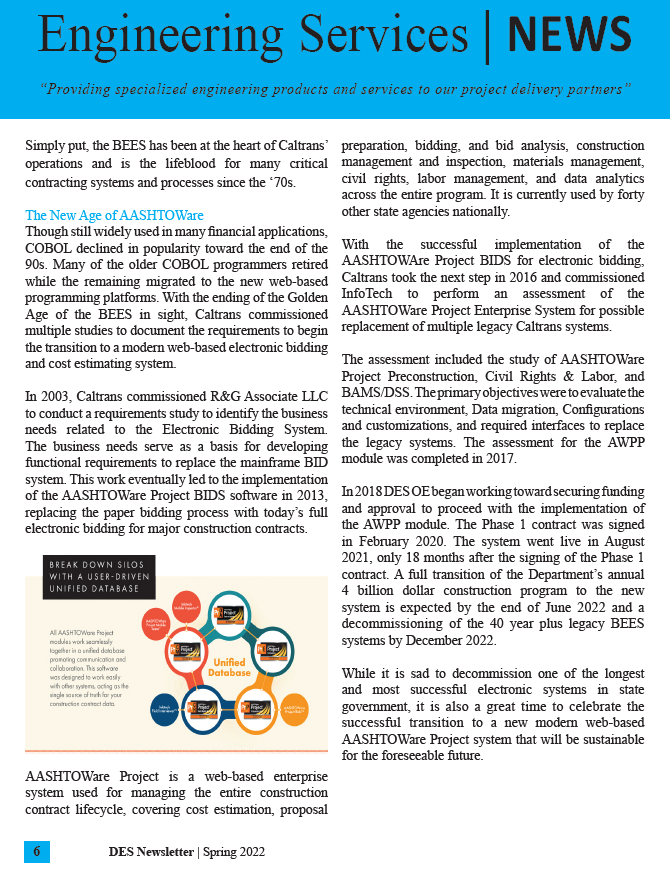 Engineering Services | NEWS
“Providing specialized engineering products and services to our project delivery partners”
Simply put, the BEES has been at the heart of Caltrans’
operations and is the lifeblood for many critical
contracting systems and processes since the ‘70s.
The New Age of AASHTOWare
Though still widely used in many financial applications,
COBOL declined in popularity toward the end of the
90s. Many of the older COBOL programmers retired
while the remaining migrated to the new web-based
programming platforms. With the ending of the Golden
Age of the BEES in sight, Caltrans commissioned
multiple studies to document the requirements to begin
the transition to a modern web-based electronic bidding
and cost estimating system.
In 2003, Caltrans commissioned R&G Associate LLC
to conduct a requirements study to identify the business
needs related to the Electronic Bidding System.
The business needs serve as a basis for developing
functional requirements to replace the mainframe BID
system. This work eventually led to the implementation
of the AASHTOWare Project BIDS software in 2013,
replacing the paper bidding process with today’s full
electronic bidding for major construction contracts.
BREAK DOWN SILOS
WITH A USER-DRIVEN
UNIFIED DATABASE
All AASHTOWare Project
modules work seamlessly
together in a unified database
promoting communication and
collaboration. This software
was designed to work easily
with other systems, acting as the
single source of truth for your
construction contract data.
Unified
Database
Project
Project
Project
Project
Project
AASHTOWare Project is a web-based enterprise
system used for managing the entire construction
contract lifecycle, covering cost estimation, proposal
preparation, bidding, and bid analysis, construction
management and inspection, materials management,
civil rights, labor management, and data analytics
across the entire program. It is currently used by forty
other state agencies nationally.
With the successful implementation of the
AASHTOWAre Project BIDS for electronic bidding,
Caltrans took the next step in 2016 and commissioned
InfoTech to perform an assessment of the
AASHTOWare Project Enterprise System for possible
replacement of multiple legacy Caltrans systems.
The assessment included the study of AASHTOWare
Project Preconstruction, Civil Rights & Labor, and
BAMS/DSS. The primary objectives were to evaluate the
technical environment, Data migration, Configurations
and customizations, and required interfaces to replace
the legacy systems. The assessment for the AWPP
module was completed in 2017.
In 2018 DES OE began working toward securing funding
and approval to proceed with the implementation of
the AWPP module. The Phase 1 contract was signed
in February 2020. The system went live in August
2021, only 18 months after the signing of the Phase 1
contract. A full transition of the Department’s annual
4 billion dollar construction program to the new
system is expected by the end of June 2022 and a
decommissioning of the 40 year plus legacy BEES
systems by December 2022.
While it is sad to decommission one of the longest
and most successful electronic systems in state
government, it is also a great time to celebrate the
successful transition to a new modern web-based
AASHTOWare Project system that will be sustainable
for the foreseeable future.
6 DES Newsletter | Spring 2022